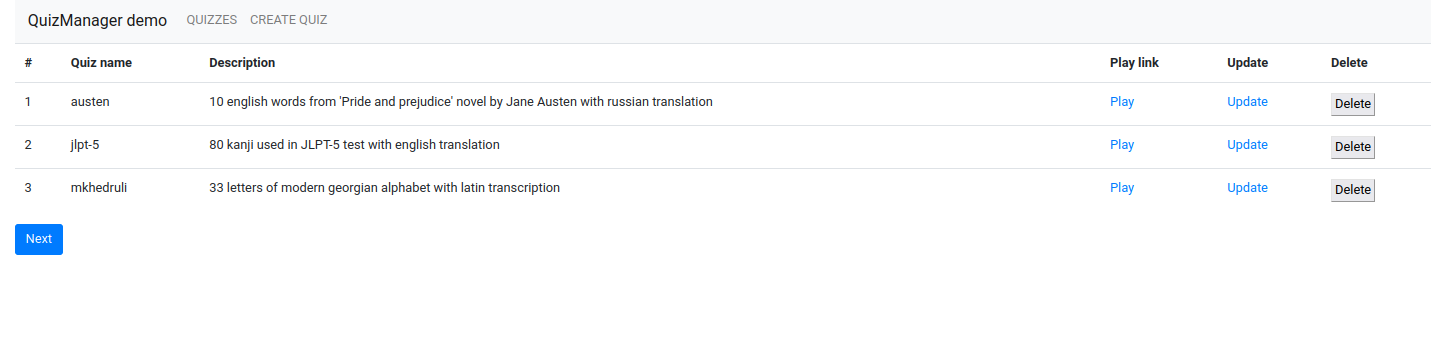 QuizManager demo QUIZZES CREATE QUIZ
# Quiz name Description Play link Update Delete
1 austen 10 english words from 'Pride and prejudice' novel by Jane Austen with russian translation Play Update Delete
2 jlpt-5 80 kanji used in JLPT-5 test with english translation Play Update Delete
3 mkhedruli 33 letters of modern georgian alphabet with latin transcription Play Update Delete
Next